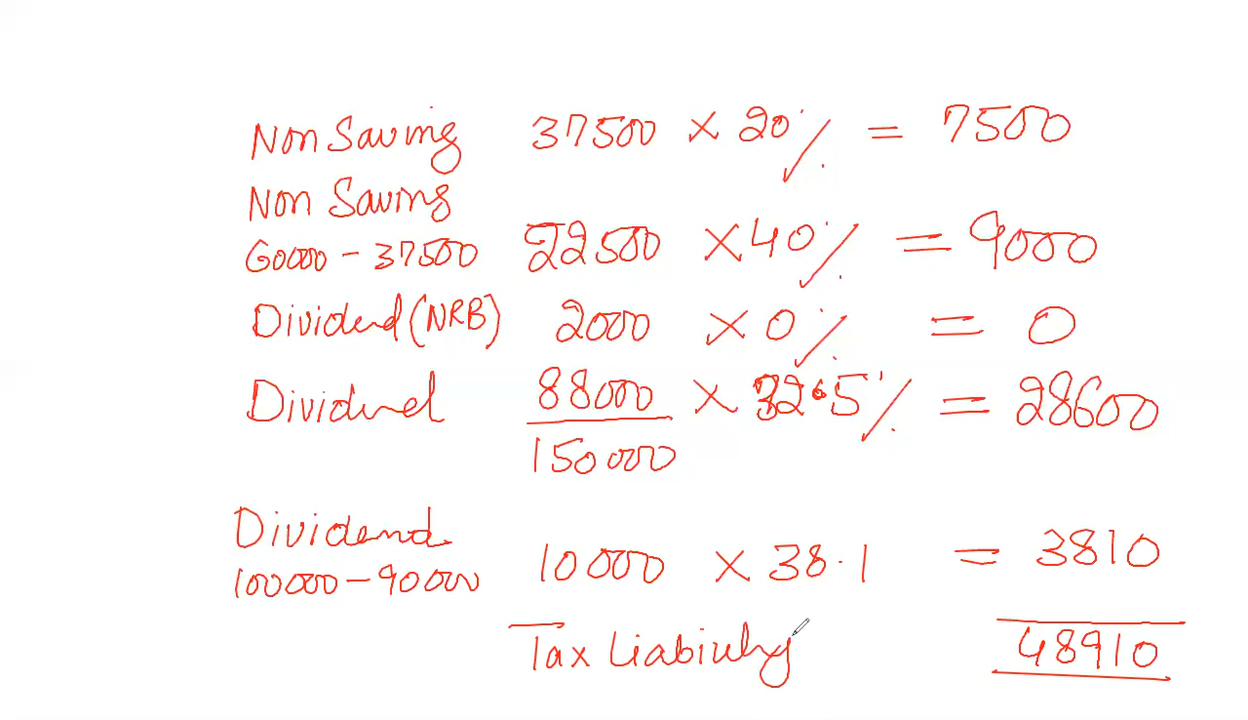 Non Saving 37500 × 20% = 7500
Non Saving
60000 - 37500 22500 × 40% = 9000
Dividend (NRB) 2000 × 0% = 0
Dividend 88000 × 32.5% = 28600
150000
Dividend
100000 - 90000 10000 × 38.1 = 3810
Tax Liability 48910